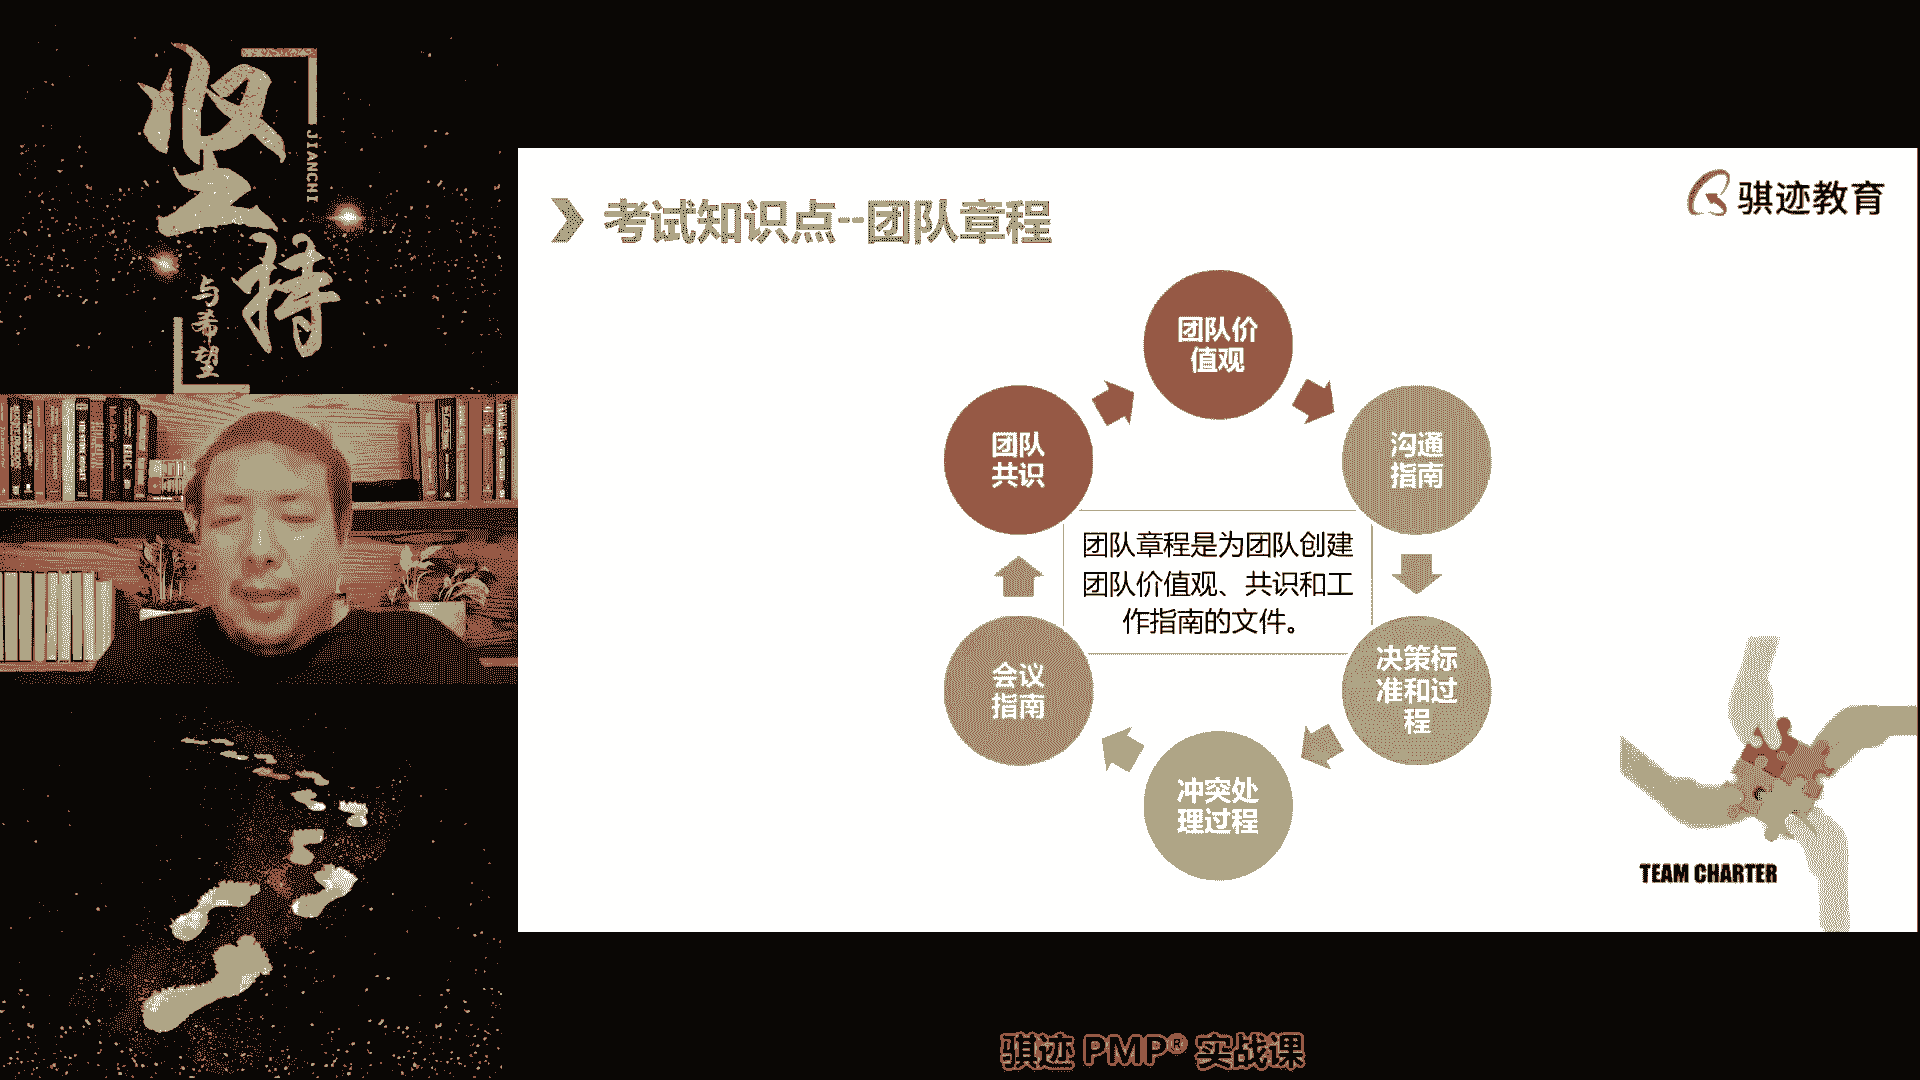 坚持
JIANCHI
与希望
骐迹教育
考试知识点--团队章程
团队价
值观
沟通
指南
决策标
准和过
程
冲突处
理过程
会议
指南
团队
共识
团队章程是为团队创建
团队价值观、共识和工
作指南的文件。
TEAM CHARTER
骐迹 PMP® 实战课